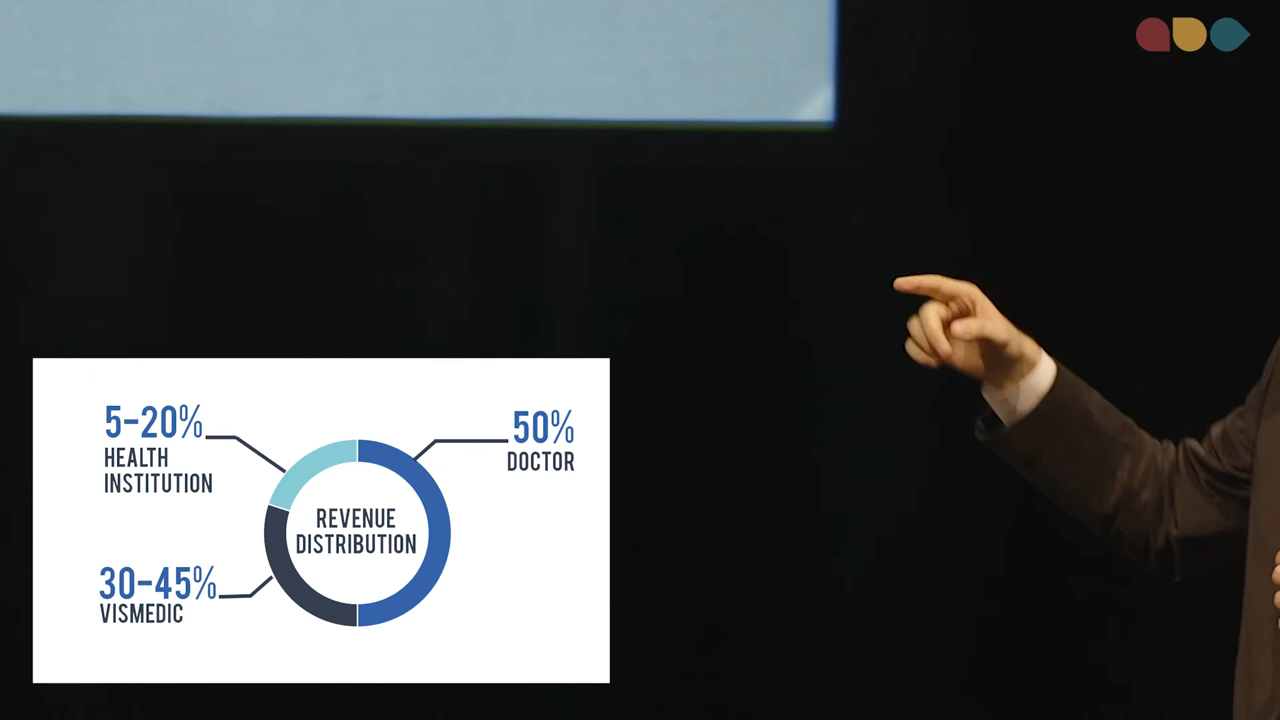 5-20%
HEALTH
INSTITUTION
50%
DOCTOR
REVENUE
DISTRIBUTION
30-45%
VISMEDIC